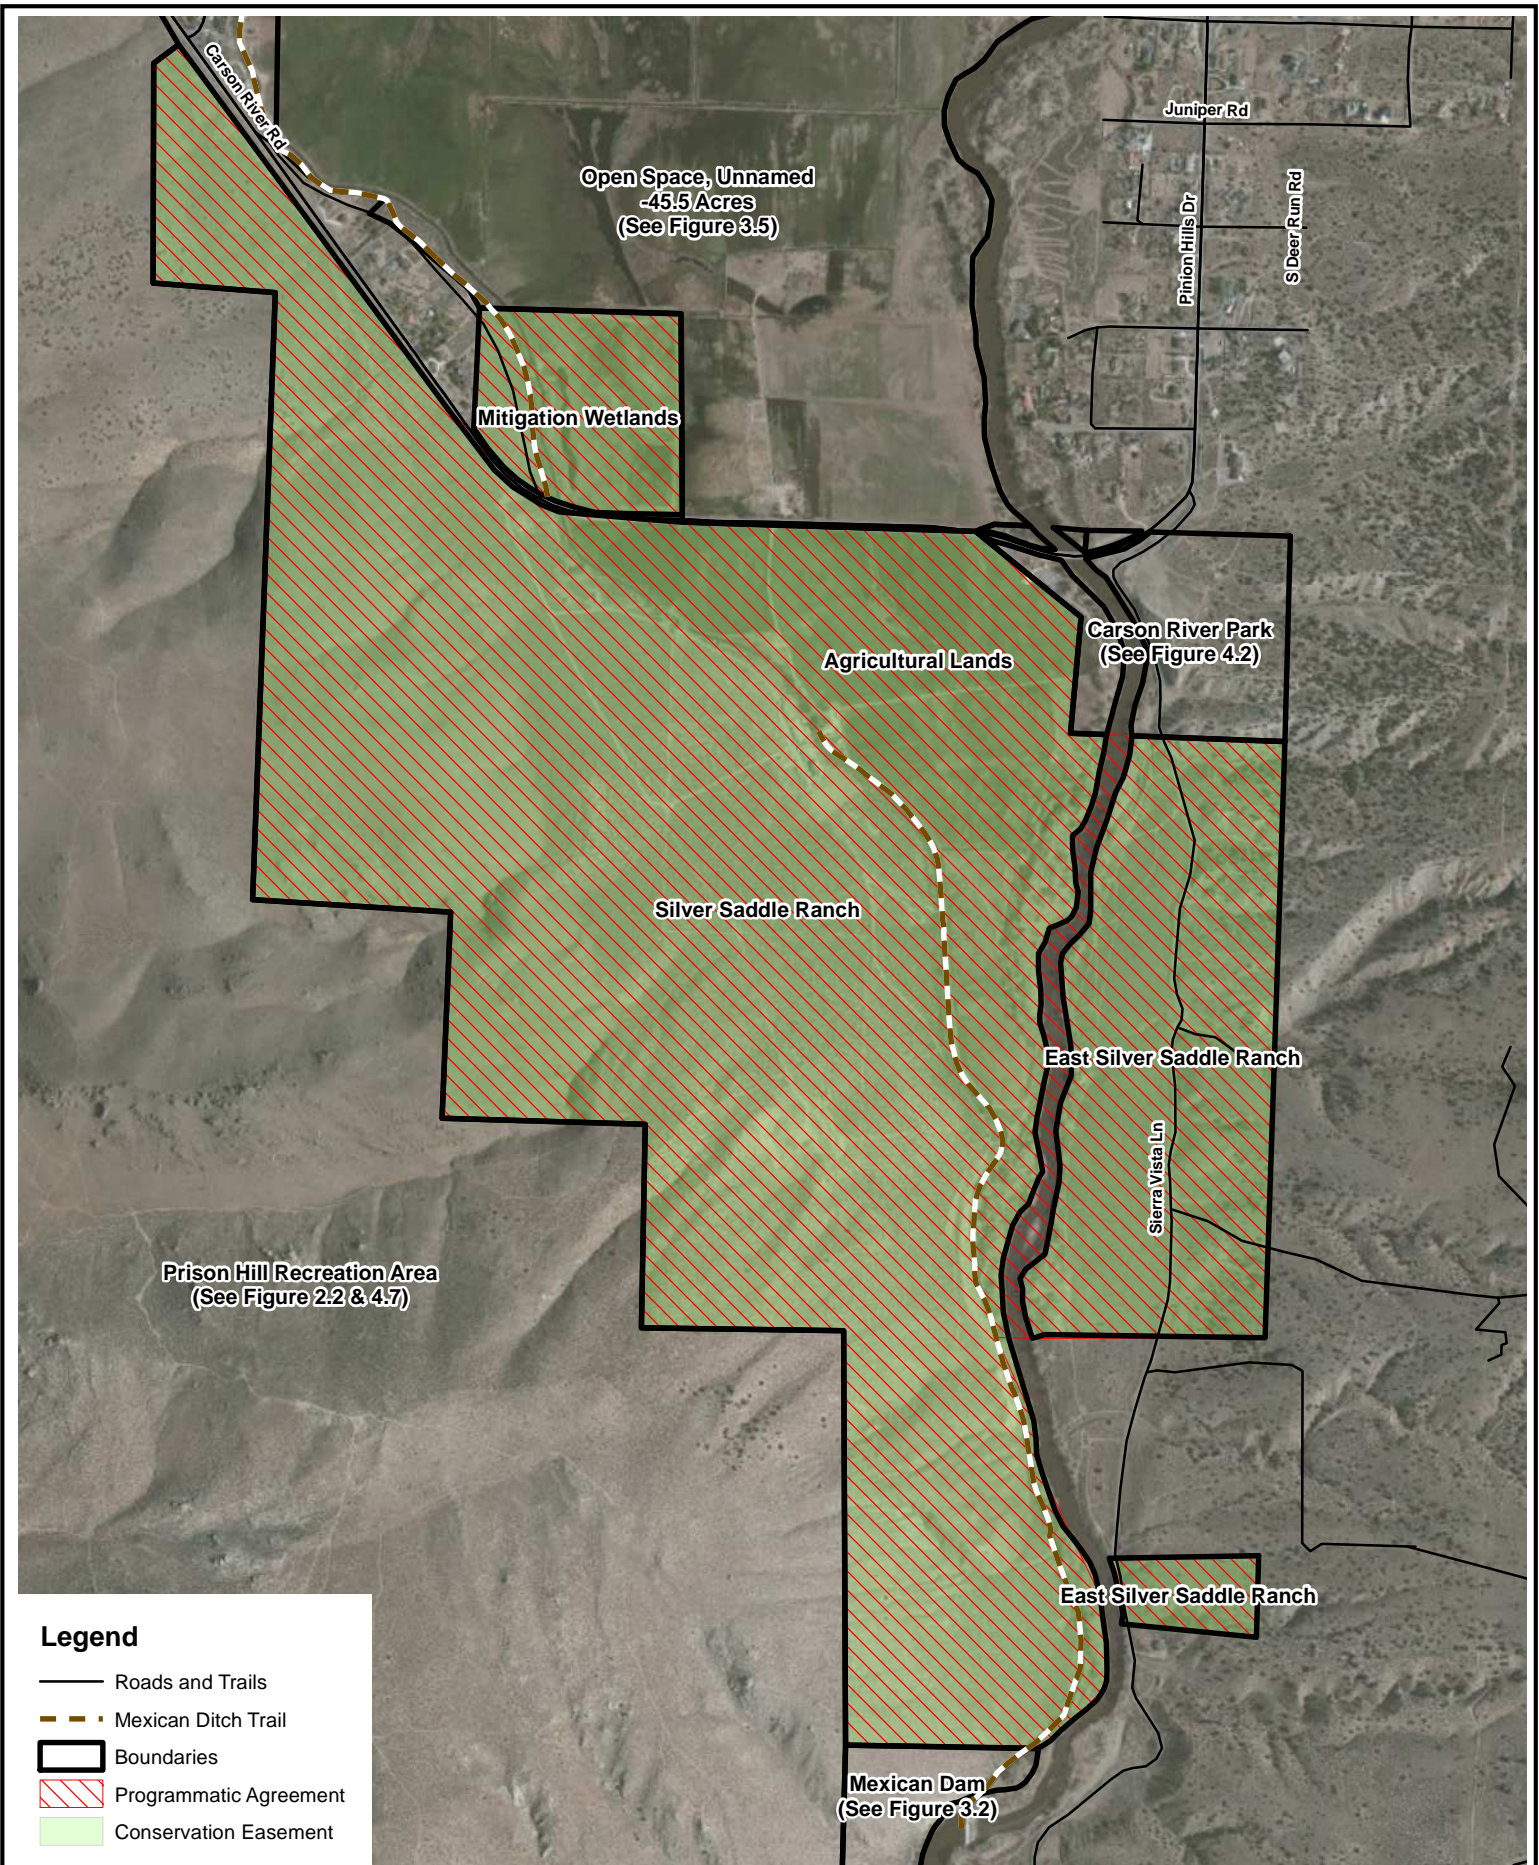 Carson River Rd
Juniper Rd
Open Space, Unnamed
-45.5 Acres
(See Figure 3.5)
Pinion Hills Dr
S Deer Run Rd
Mitigation Wetlands
Carson River Park
(See Figure 4.2)
Agricultural Lands
Silver Saddle Ranch
East Silver Saddle Ranch
Sierra Vista Ln
Prison Hill Recreation Area
(See Figure 2.2 & 4.7)
East Silver Saddle Ranch
Mexican Dam
(See Figure 3.2)
Legend
Roads and Trails
Mexican Ditch Trail
Boundaries
Programmatic Agreement
Conservation Easement